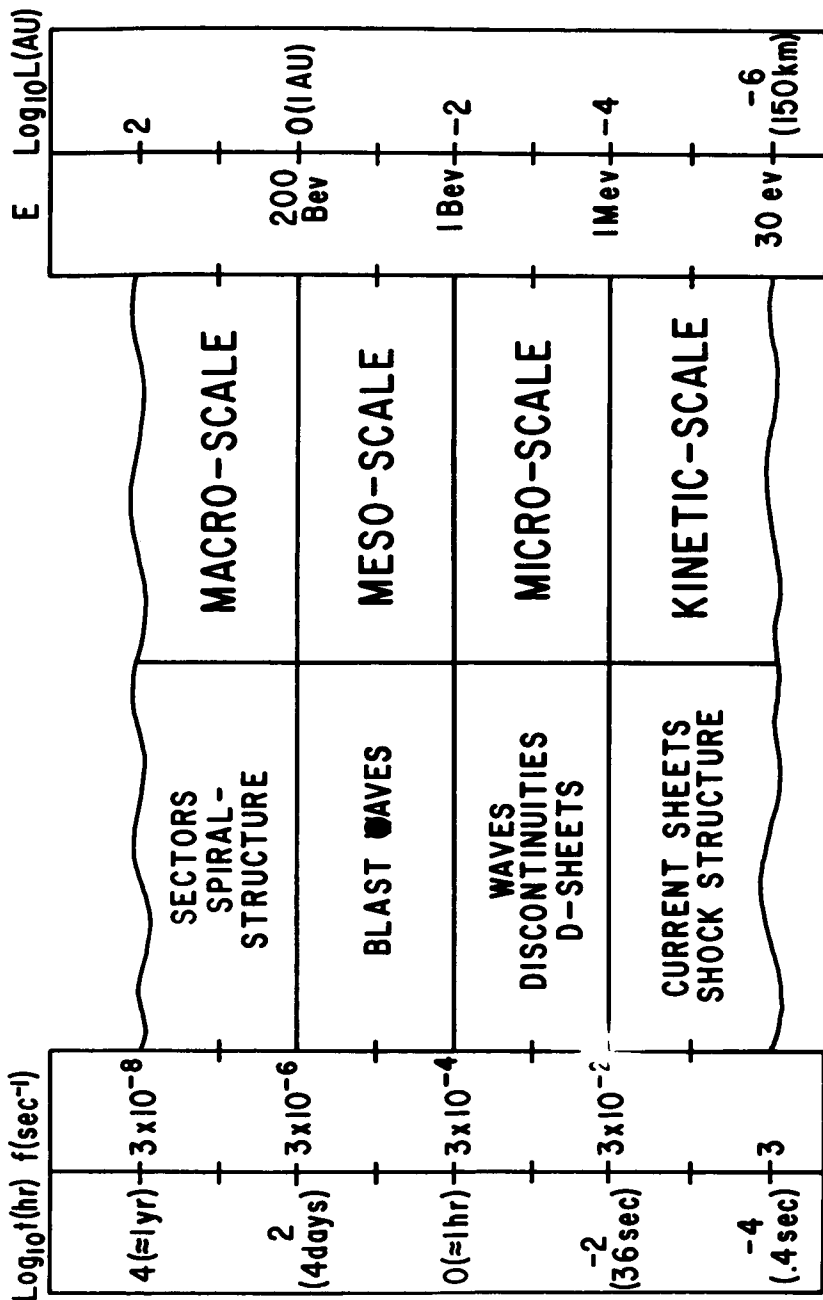 Log₁₀t(hr)
4(≈1yr)
2
(4days)
0(≈1hr)
-2
(36sec)
-4
(.4sec)
f(sec⁻¹)
3x10⁻⁸
3x10⁻⁶
3x10⁻⁴
3x10⁻²
3
SECTORS
SPIRAL-
STRUCTURE
BLAST WAVES
WAVES
DISCONTINUITIES
D-SHEETS
CURRENT SHEETS
SHOCK STRUCTURE
MACRO-SCALE
MESO-SCALE
MICRO-SCALE
KINETIC-SCALE
E
200
Bev
1Bev
1Mev
30 ev
Log₁₀L(AU)
2
0(1AU)
-2
-4
-6
(150km)